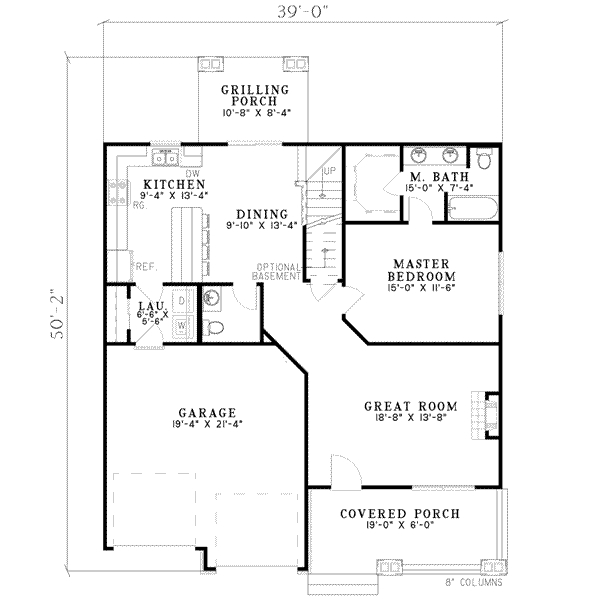 39'-0"
50'-2"
GRILLING
PORCH
10'-8" X 8'-4"
DW
KITCHEN
9'-4" X 13'-4"
RG.
REF.
DINING
9'-10" X 13'-4"
UP
OPTIONAL
BASEMENT
M. BATH
15'-0" X 7'-4"
MASTER
BEDROOM
15'-0" X 11'-6"
LAU.
6'-6" X
5'-6"
D
W
GARAGE
19'-4" X 21'-4"
GREAT ROOM
18'-8" X 13'-8"
COVERED PORCH
19'-0" X 6'-0"
8" COLUMNS